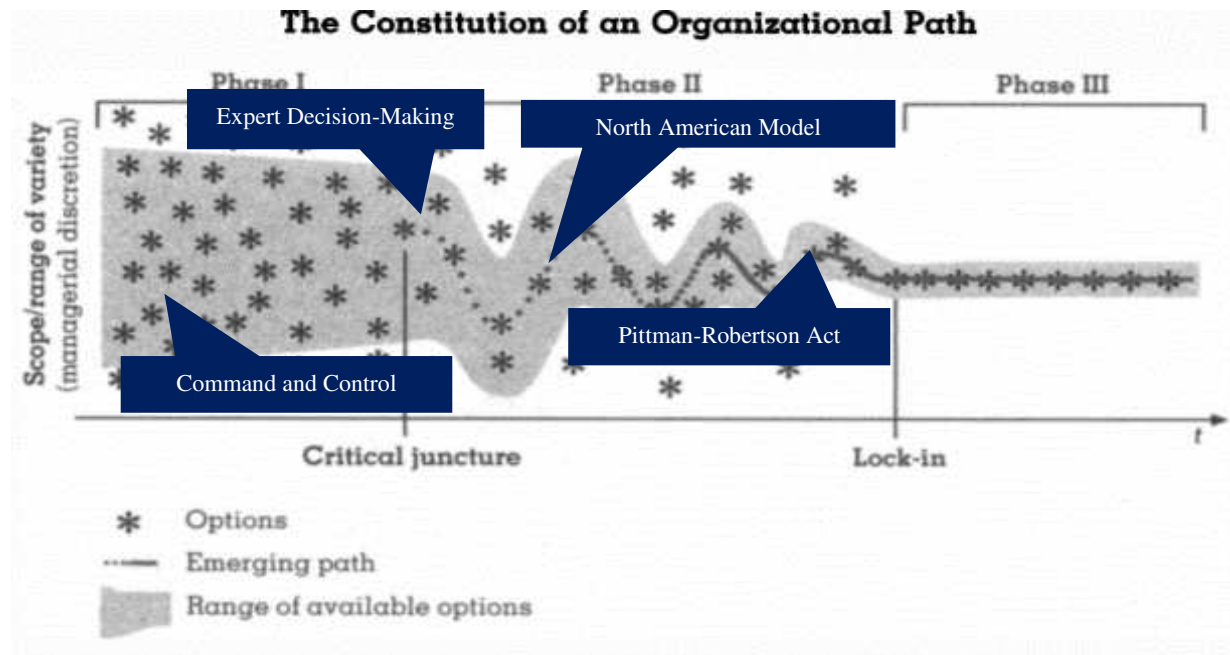 The Constitution of an Organizational Path
Phase I
Phase II
Phase III
Expert Decision-Making
North American Model
Scope/range of variety
(managerial discretion)
Pittman-Robertson Act
Command and Control
t
Critical juncture
Lock-in
Options
Emerging path
Range of available options